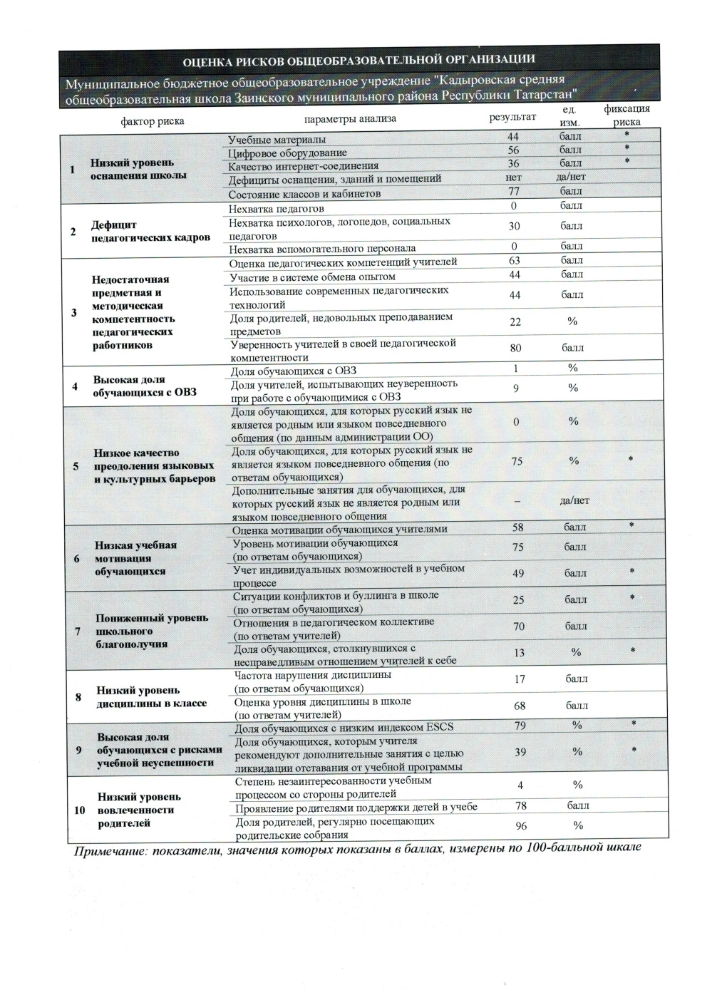 ОЦЕНКА РИСКОВ ОБЩЕОБРАЗОВАТЕЛЬНОЙ ОРГАНИЗАЦИИ
Муниципальное бюджетное общеобразовательное учреждение "Кадыровская средняя
общеобразовательная школа Заинского муниципального района Республики Татарстан"
фактор риска параметры анализа результат ед. изм. фиксация риска
1 Низкий уровень оснащения школы
Учебные материалы 44 балл *
Цифровое оборудование 56 балл *
Качество интернет-соединения 36 балл *
Дефициты оснащения, зданий и помещений нет да/нет
Состояние классов и кабинетов 77 балл
2 Дефицит педагогических кадров
Нехватка педагогов 0 балл
Нехватка психологов, логопедов, социальных
педагогов 30 балл
Нехватка вспомогательного персонала 0 балл
3 Недостаточная предметная и методическая компетентность педагогических работников
Оценка педагогических компетенций учителей 63 балл
Участие в системе обмена опытом 44 балл
Использование современных педагогических
технологий 44 балл
Доля родителей, недовольных преподаванием
предметов 22 %
Уверенность учителей в своей педагогической
компетентности 80 балл
4 Высокая доля обучающихся с ОВЗ
Доля обучающихся с ОВЗ 1 %
Доля учителей, испытывающих неуверенность
при работе с обучающимися с ОВЗ 9 %
5 Низкое качество преодоления языковых и культурных барьеров
Доля обучающихся, для которых русский язык не
является родным или языком повседневного
общения (по данным администрации ОО) 0 %
Доля обучающихся, для которых русский язык не
является языком повседневного общения (по
ответам обучающихся) 75 % *
Дополнительные занятия для обучающихся, для
которых русский язык не является родным или
языком повседневного общения – да/нет
6 Низкая учебная мотивация обучающихся
Оценка мотивации обучающихся учителями 58 балл *
Уровень мотивации обучающихся
(по ответам обучающихся) 75 балл
Учет индивидуальных возможностей в учебном
процессе 49 балл *
7 Пониженный уровень школьного благополучия
Ситуации конфликтов и буллинга в школе
(по ответам обучающихся) 25 балл *
Отношения в педагогическом коллективе
(по ответам учителей) 70 балл
Доля обучающихся, столкнувшихся с
несправедливым отношением учителей к себе 13 % *
8 Низкий уровень дисциплины в классе
Частота нарушения дисциплины
(по ответам обучающихся) 17 балл
Оценка уровня дисциплины в школе
(по ответам учителей) 68 балл
9 Высокая доля обучающихся с рисками учебной неуспешности
Доля обучающихся с низким индексом ESCS 79 % *
Доля обучающихся, которым учителя
рекомендуют дополнительные занятия с целью
ликвидации отставания от учебной программы 39 % *
10 Низкий уровень вовлеченности родителей
Степень незаинтересованности учебным
процессом со стороны родителей 4 %
Проявление родителями поддержки детей в учебе 78 балл
Доля родителей, регулярно посещающих
родительские собрания 96 %
Примечание: показатели, значения которых показаны в баллах, измерены по 100-балльной шкале